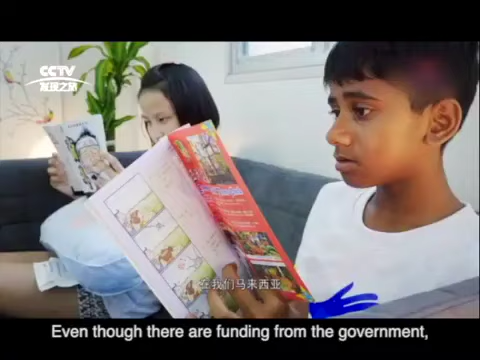 CCTV
发现之旅
在我们马来西亚
Even though there are funding from the government,